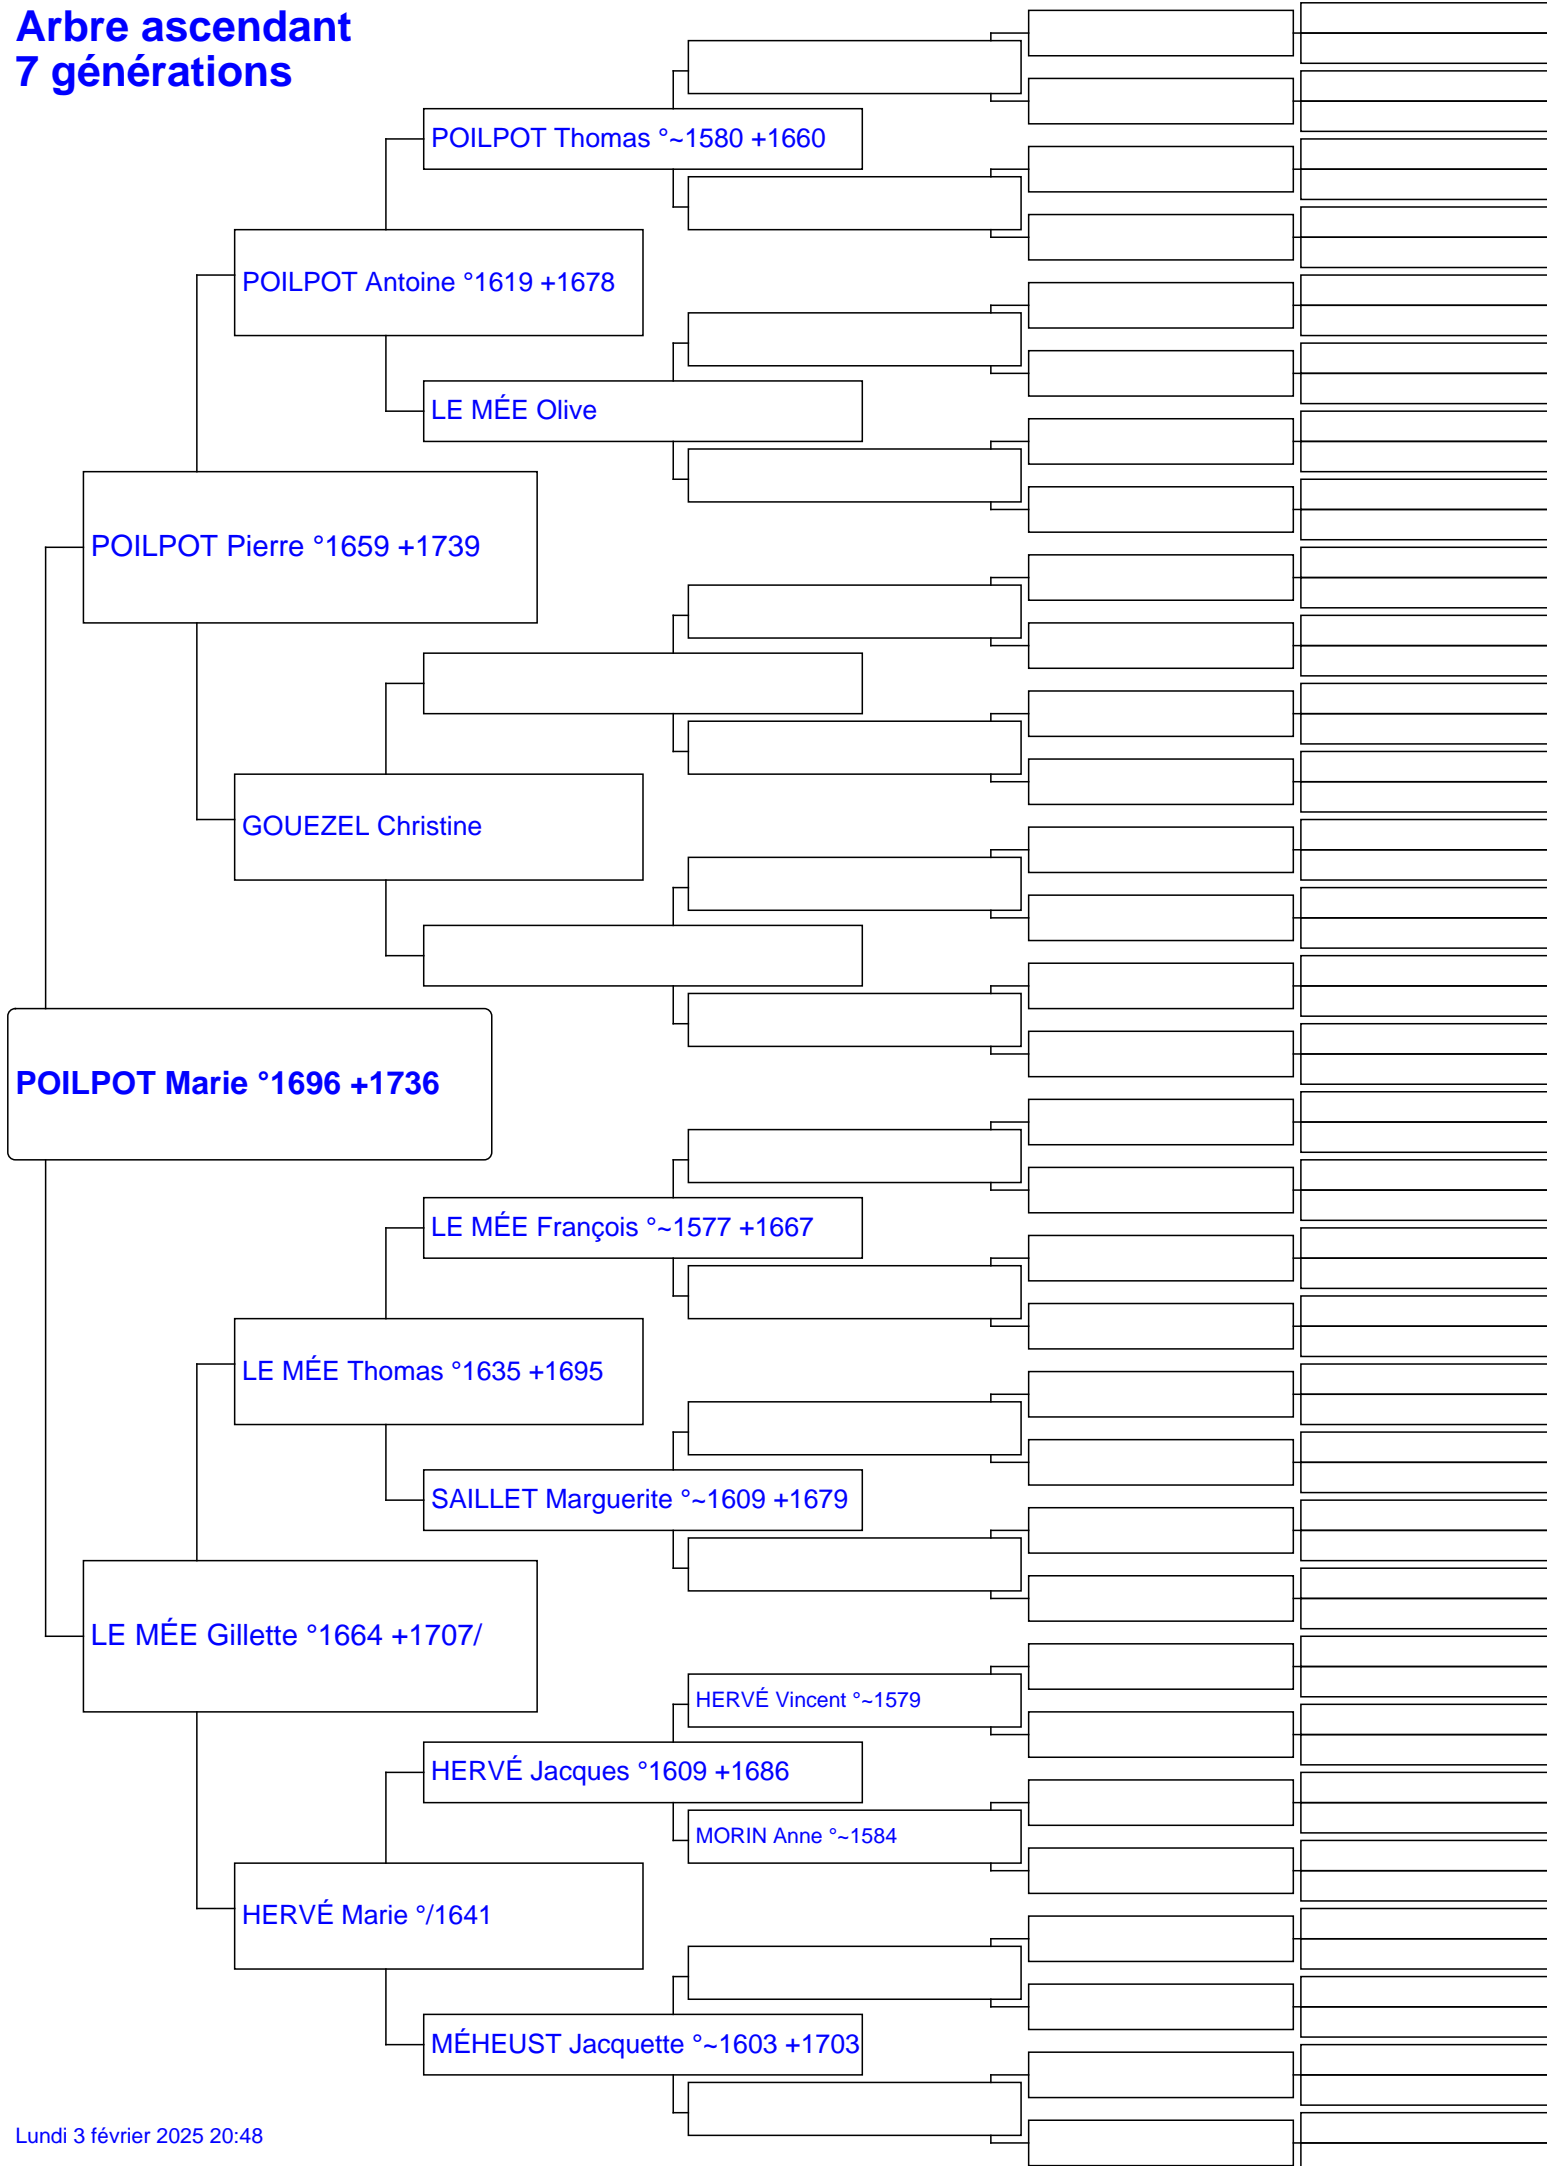 Arbre ascendant
7 générations
POILPOT Thomas °~1580 +1660
POILPOT Antoine °1619 +1678
LE MÉE Olive
POILPOT Pierre °1659 +1739
GOUEZEL Christine
POILPOT Marie °1696 +1736
LE MÉE François °~1577 +1667
LE MÉE Thomas °1635 +1695
SAILLET Marguerite °~1609 +1679
LE MÉE Gillette °1664 +1707/
HERVÉ Vincent °~1579
HERVÉ Jacques °1609 +1686
MORIN Anne °~1584
HERVÉ Marie °/1641
MÉHEUST Jacquette °~1603 +1703
Lundi 3 février 2025 20:48